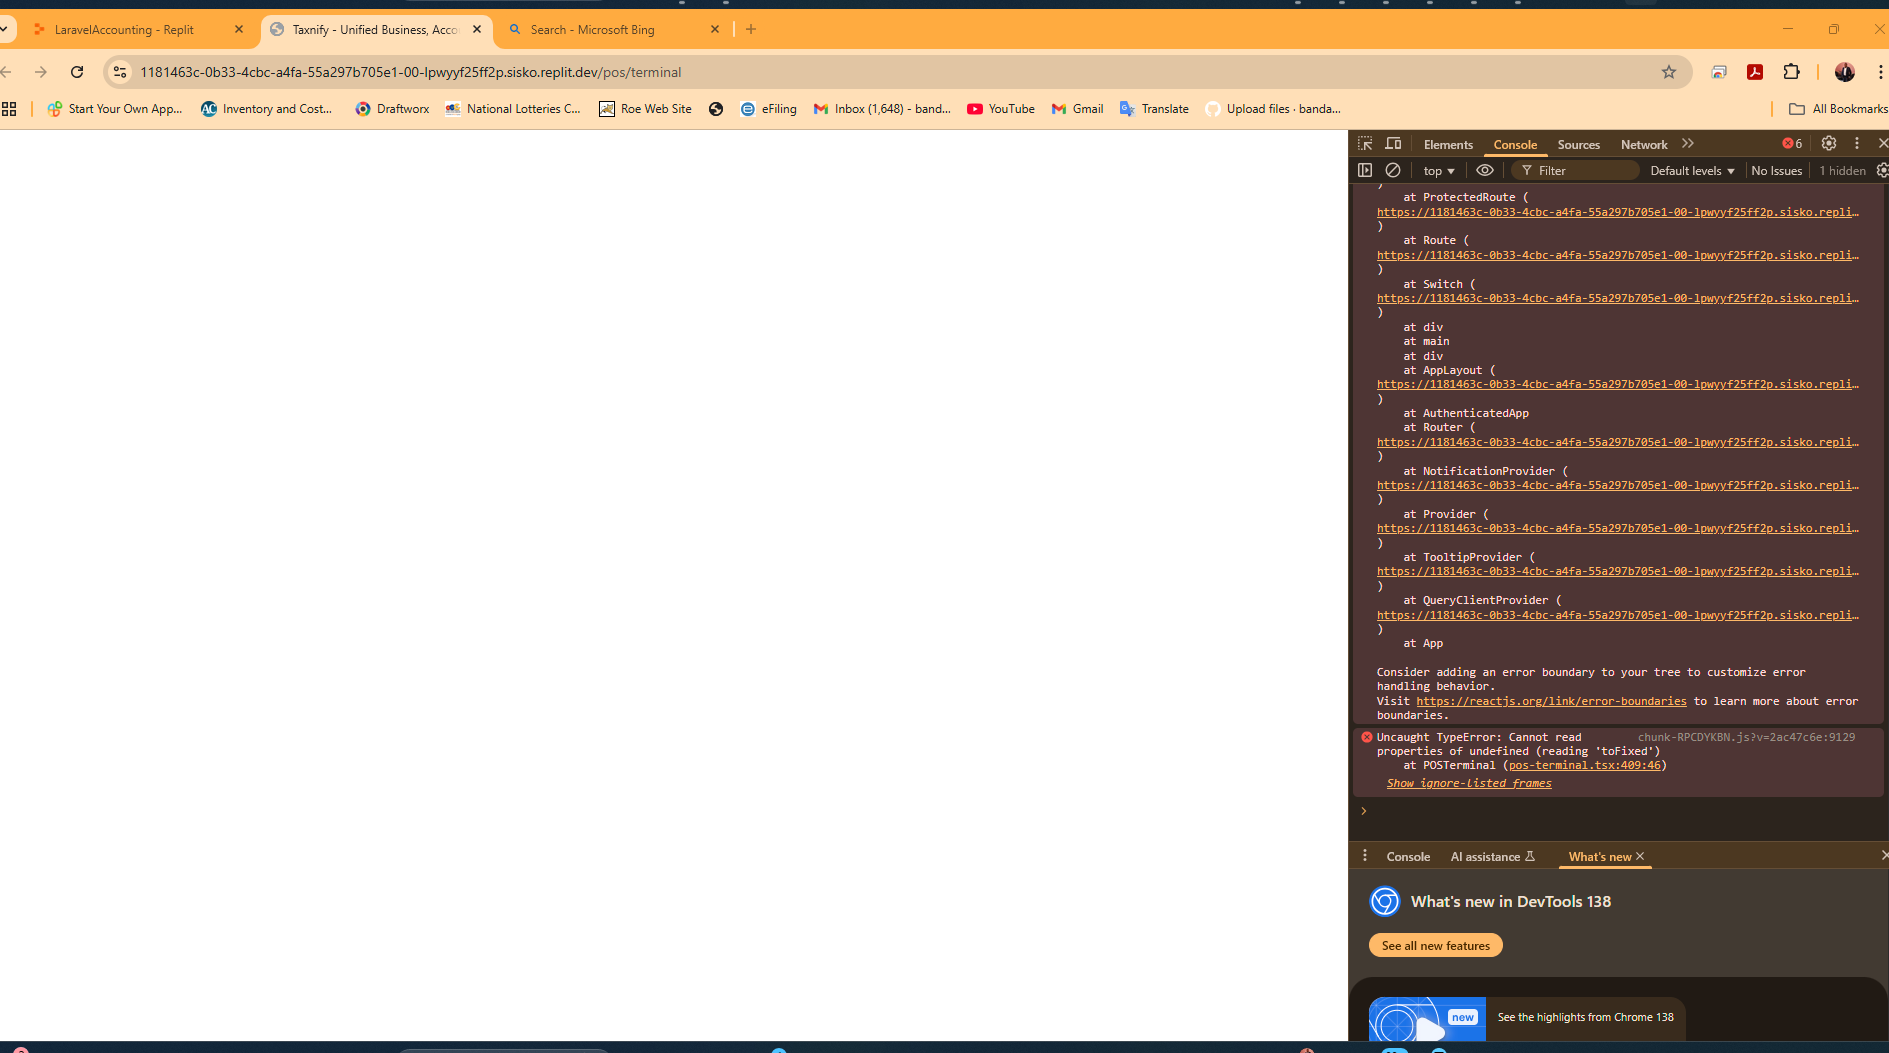 LaravelAccounting - Replit
Taxnify - Unified Business, Acco
Search - Microsoft Bing
1181463c-0b33-4cbc-a4fa-55a297b705e1-00-lpwyyf25ff2p.sisko.replit.dev/pos/terminal
Start Your Own App...
Inventory and Cost...
Draftworx
National Lotteries C...
Roe Web Site
eFiling
Inbox (1,648) - band...
YouTube
Gmail
Translate
Upload files · banda...
All Bookmarks
Elements Console Sources Network 6
top Filter Default levels No Issues 1 hidden
)
at ProtectedRoute (
https://1181463c-0b33-4cbc-a4fa-55a297b705e1-00-lpwyyf25ff2p.sisko.repli…
)
at Route (
https://1181463c-0b33-4cbc-a4fa-55a297b705e1-00-lpwyyf25ff2p.sisko.repli…
)
at Switch (
https://1181463c-0b33-4cbc-a4fa-55a297b705e1-00-lpwyyf25ff2p.sisko.repli…
)
at div
at main
at div
at AppLayout (
https://1181463c-0b33-4cbc-a4fa-55a297b705e1-00-lpwyyf25ff2p.sisko.repli…
)
at AuthenticatedApp
at Router (
https://1181463c-0b33-4cbc-a4fa-55a297b705e1-00-lpwyyf25ff2p.sisko.repli…
)
at NotificationProvider (
https://1181463c-0b33-4cbc-a4fa-55a297b705e1-00-lpwyyf25ff2p.sisko.repli…
)
at Provider (
https://1181463c-0b33-4cbc-a4fa-55a297b705e1-00-lpwyyf25ff2p.sisko.repli…
)
at TooltipProvider (
https://1181463c-0b33-4cbc-a4fa-55a297b705e1-00-lpwyyf25ff2p.sisko.repli…
)
at QueryClientProvider (
https://1181463c-0b33-4cbc-a4fa-55a297b705e1-00-lpwyyf25ff2p.sisko.repli…
)
at App
Consider adding an error boundary to your tree to customize error
handling behavior.
Visit https://reactjs.org/link/error-boundaries to learn more about error
boundaries.
Uncaught TypeError: Cannot read chunk-RPCDYKBN.js?v=2ac47c6e:9129
properties of undefined (reading 'toFixed')
at POSTerminal (pos-terminal.tsx:409:46)
Show ignore-listed frames
Console AI assistance What's new
What's new in DevTools 138
See all new features
new
See the highlights from Chrome 138